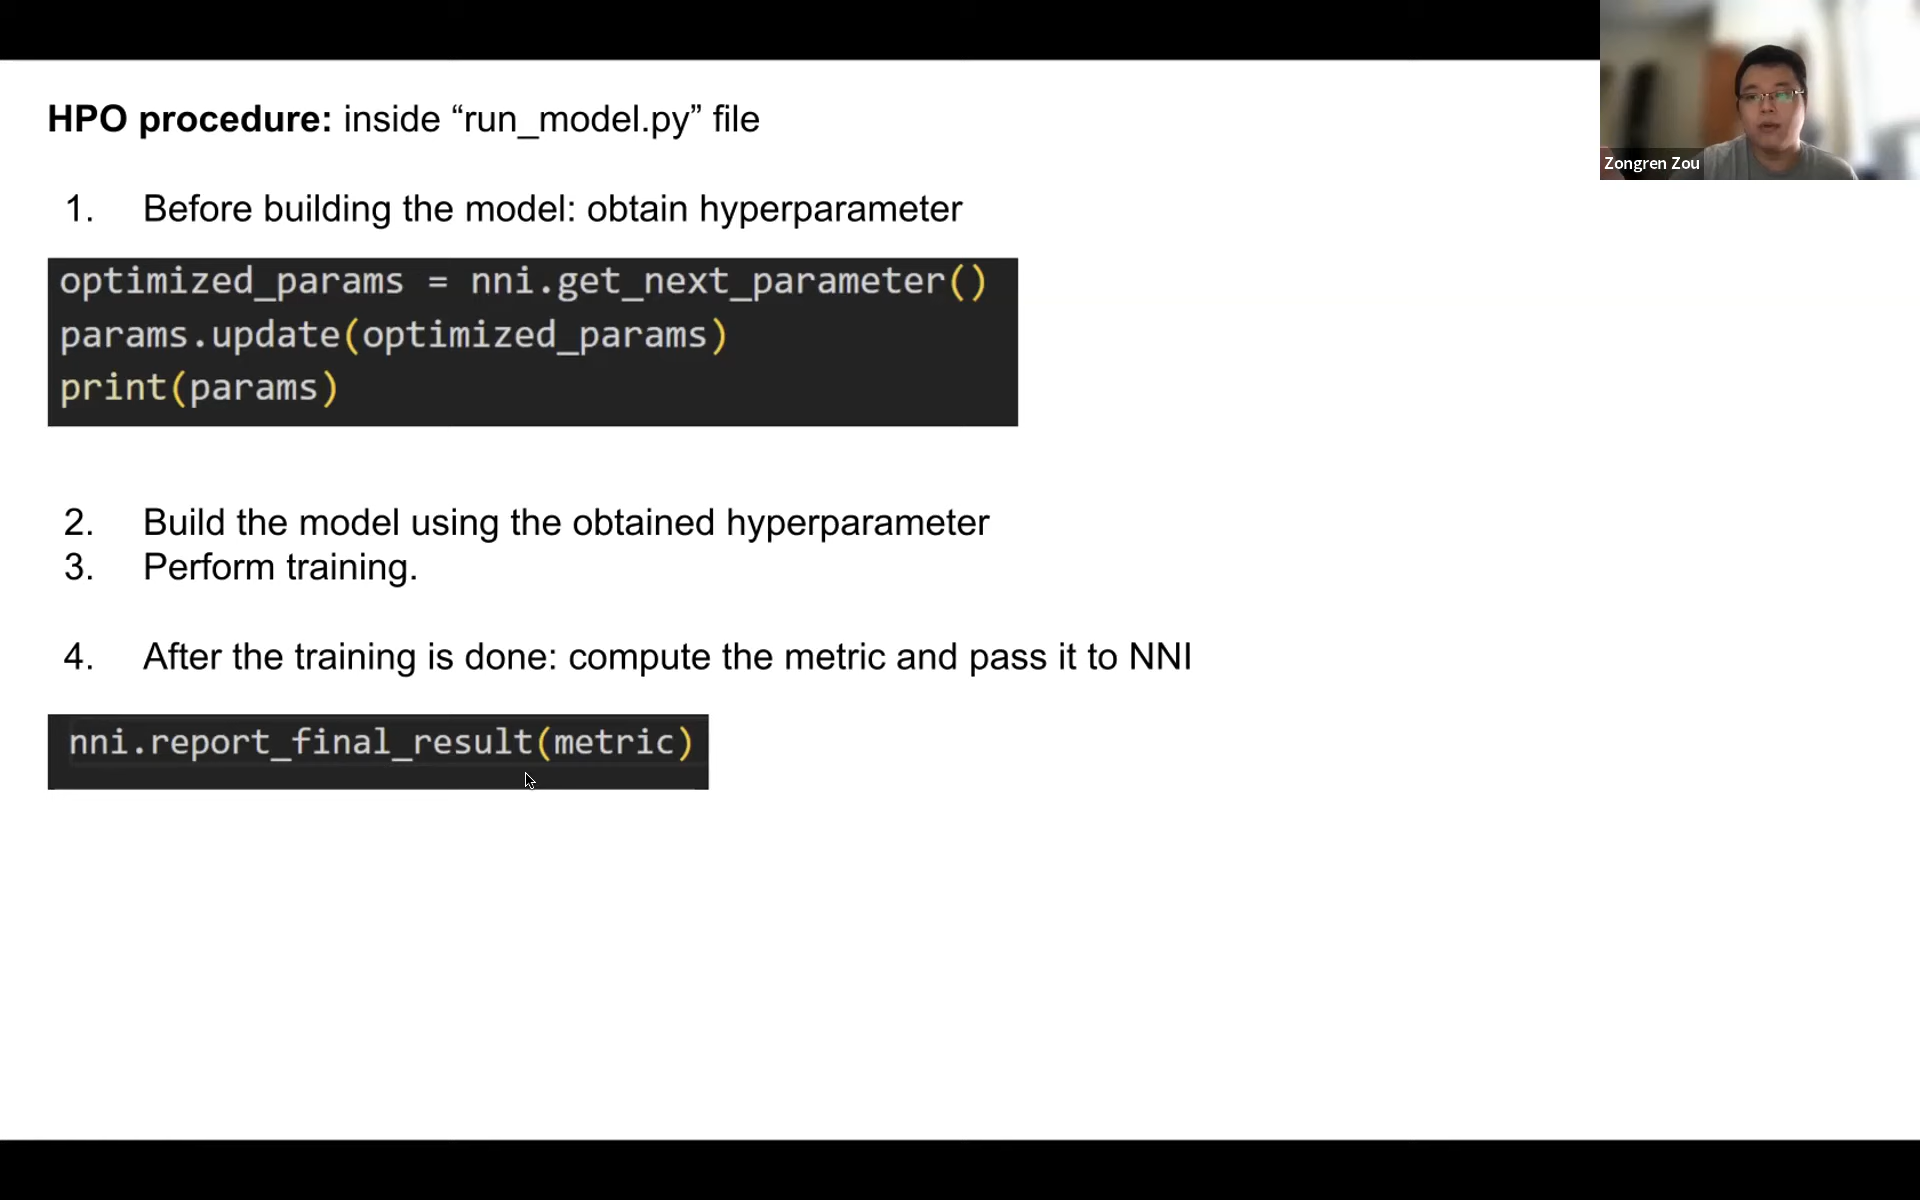 HPO procedure: inside “run_model.py” file
Zongren Zou
1. Before building the model: obtain hyperparameter
optimized_params = nni.get_next_parameter()
params.update(optimized_params)
print(params)
2. Build the model using the obtained hyperparameter
3. Perform training.
4. After the training is done: compute the metric and pass it to NNI
nni.report_final_result(metric)